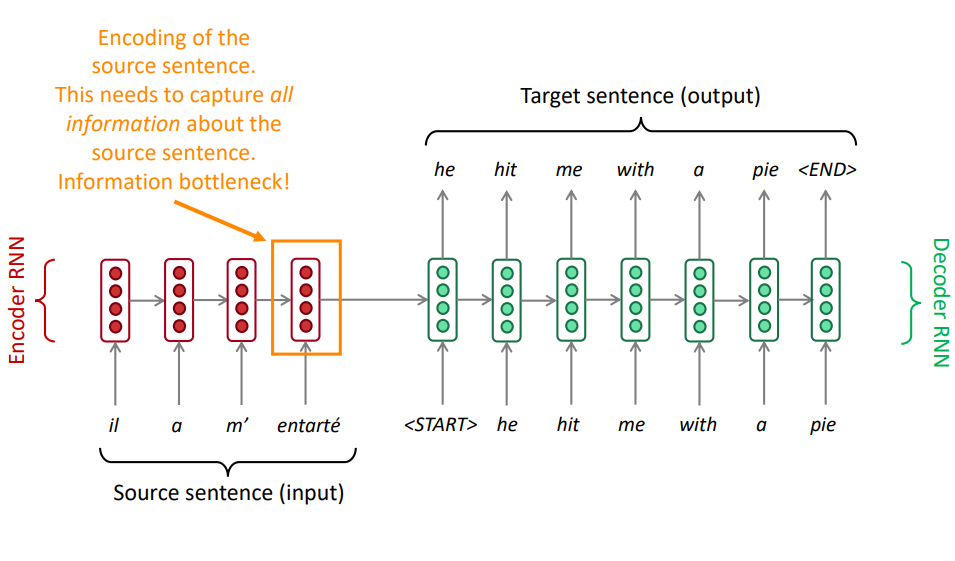 Encoding of the
source sentence.
This needs to capture all
information about the
source sentence.
Information bottleneck!
Target sentence (output)
he hit me with a pie <END>
Encoder RNN
Decoder RNN
il a m’ entarté
<START> he hit me with a pie
Source sentence (input)